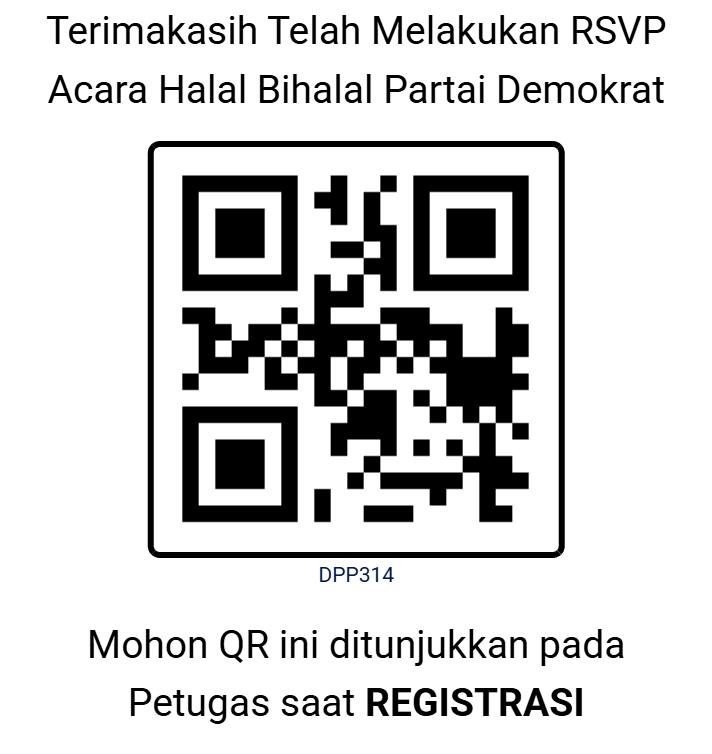 Terimakasih Telah Melakukan RSVP
Acara Halal Bihalal Partai Demokrat
DPP314
Mohon QR ini ditunjukkan pada
Petugas saat REGISTRASI